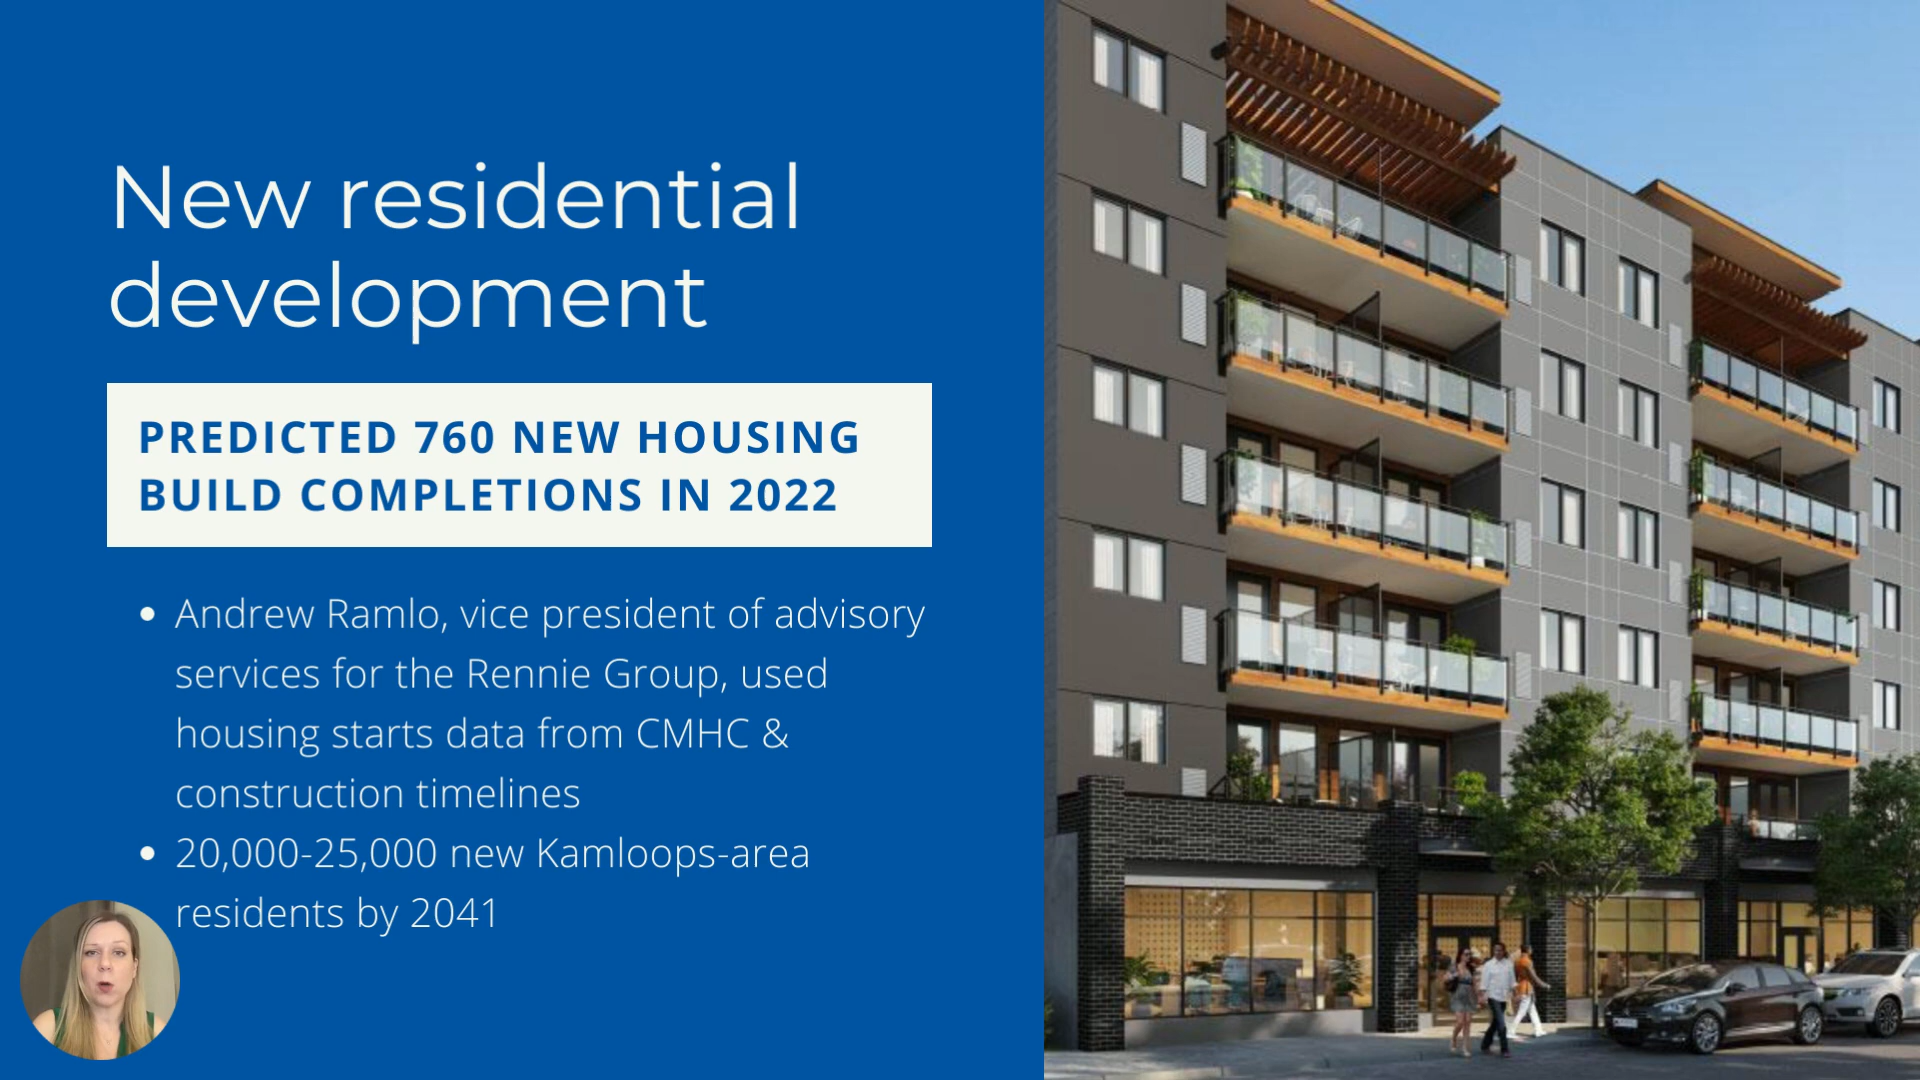 New residential
development
PREDICTED 760 NEW HOUSING
BUILD COMPLETIONS IN 2022
• Andrew Ramlo, vice president of advisory
services for the Rennie Group, used
housing starts data from CMHC &
construction timelines
• 20,000-25,000 new Kamloops-area
residents by 2041